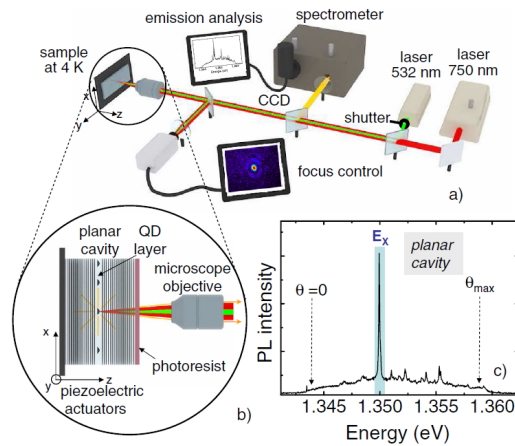 emission analysis
spectrometer
sample
at 4 K
laser
532 nm
laser
750 nm
CCD
shutter
x
z
y
focus control
a)
planar
cavity
QD
layer
microscope
objective
x
y
z
piezoelectric
actuators
photoresist
b)
E_X
planar
cavity
θ=0
θ_max
c)
PL intensity
1.345
1.350
1.355
1.360
Energy (eV)